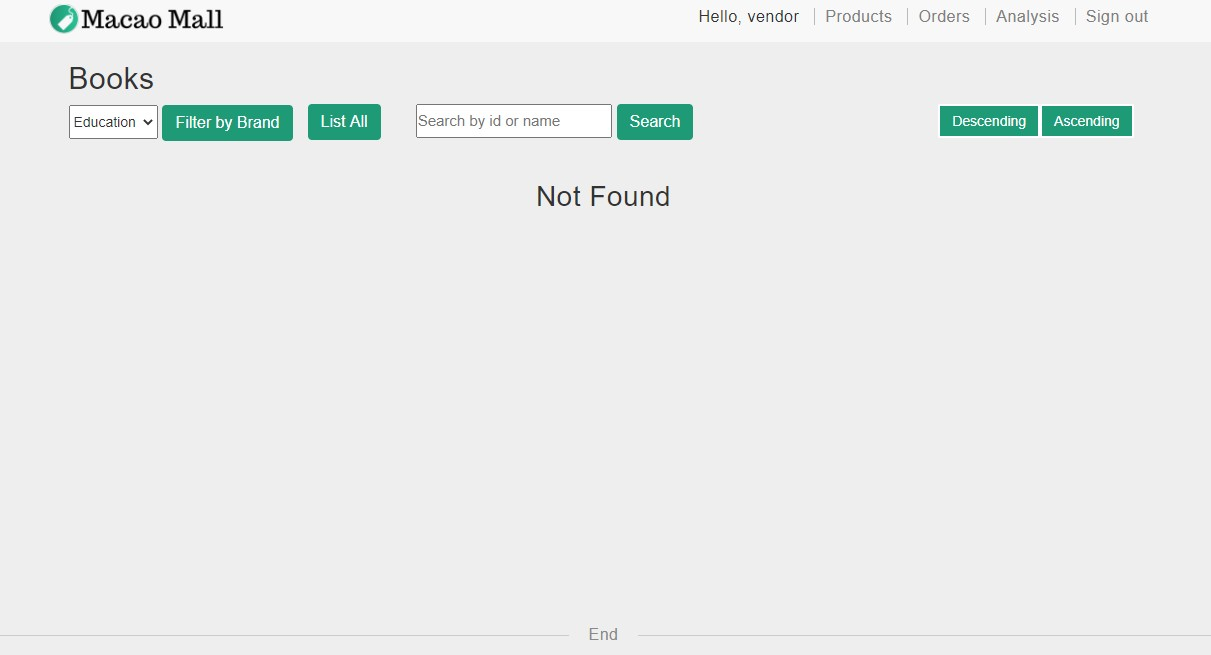 Macao Mall Hello, vendor Products Orders Analysis Sign out
Books
Education Filter by Brand List All Search by id or name Search Descending Ascending
Not Found
End